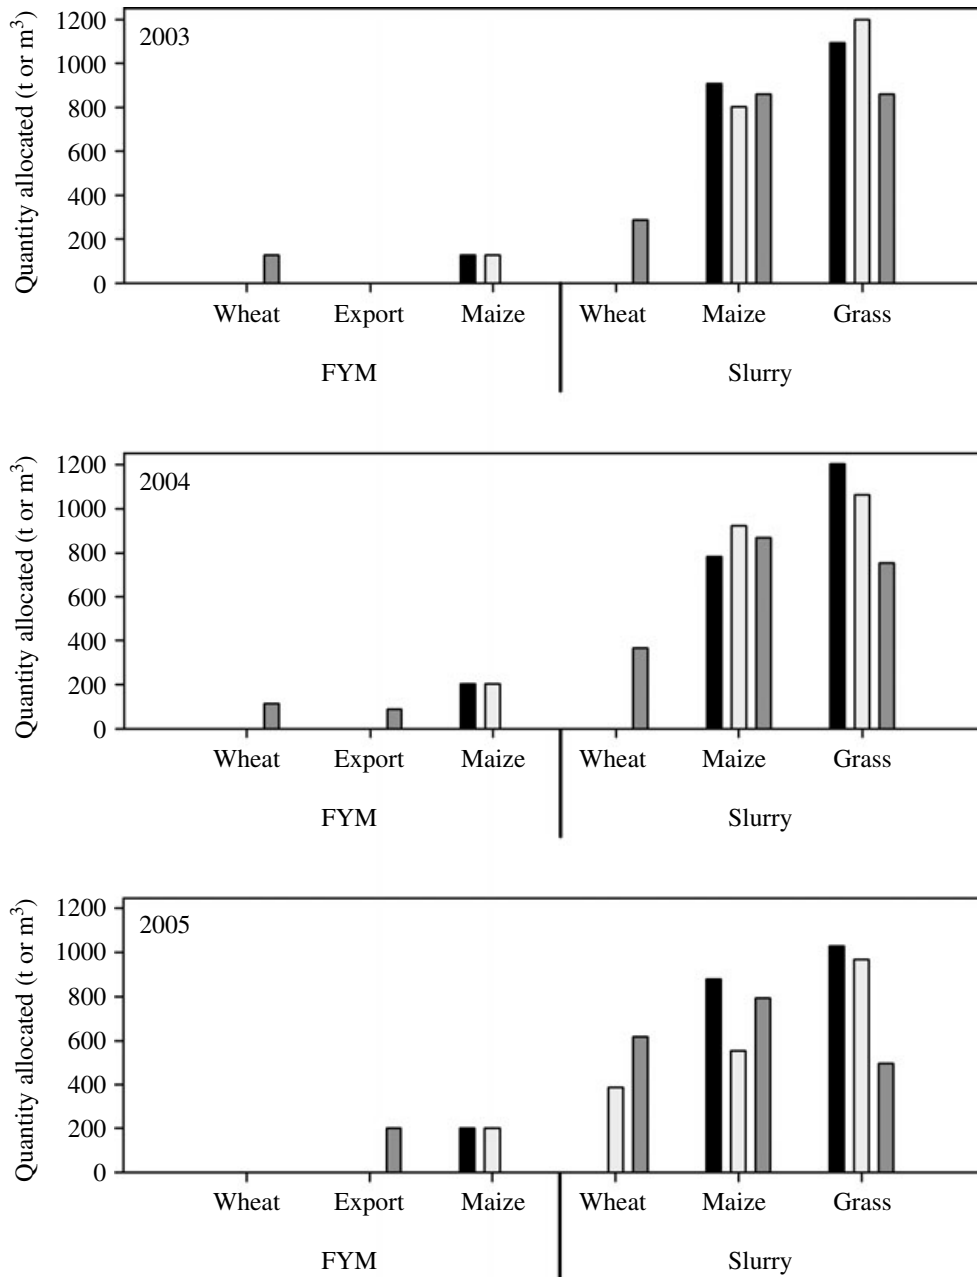 2003
Quantity allocated (t or m³)
1200
1000
800
600
400
200
0
Wheat Export Maize Wheat Maize Grass
FYM Slurry
2004
Quantity allocated (t or m³)
1200
1000
800
600
400
200
0
Wheat Export Maize Wheat Maize Grass
FYM Slurry
2005
Quantity allocated (t or m³)
1200
1000
800
600
400
200
0
Wheat Export Maize Wheat Maize Grass
FYM Slurry